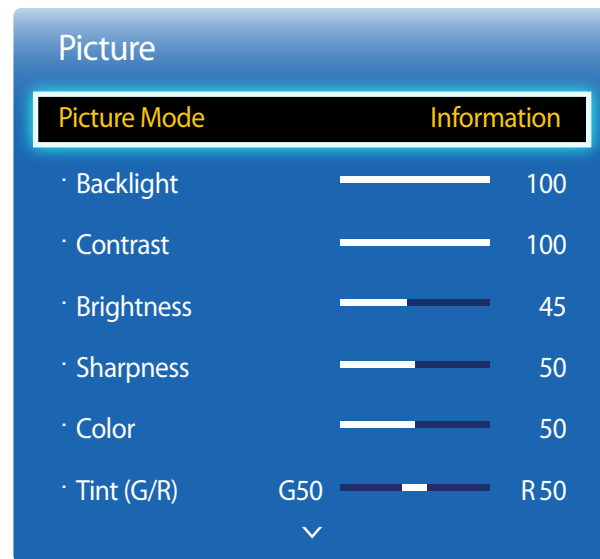 Picture
Picture Mode Information
· Backlight 100
· Contrast 100
· Brightness 45
· Sharpness 50
· Color 50
· Tint (G/R) G50 R50